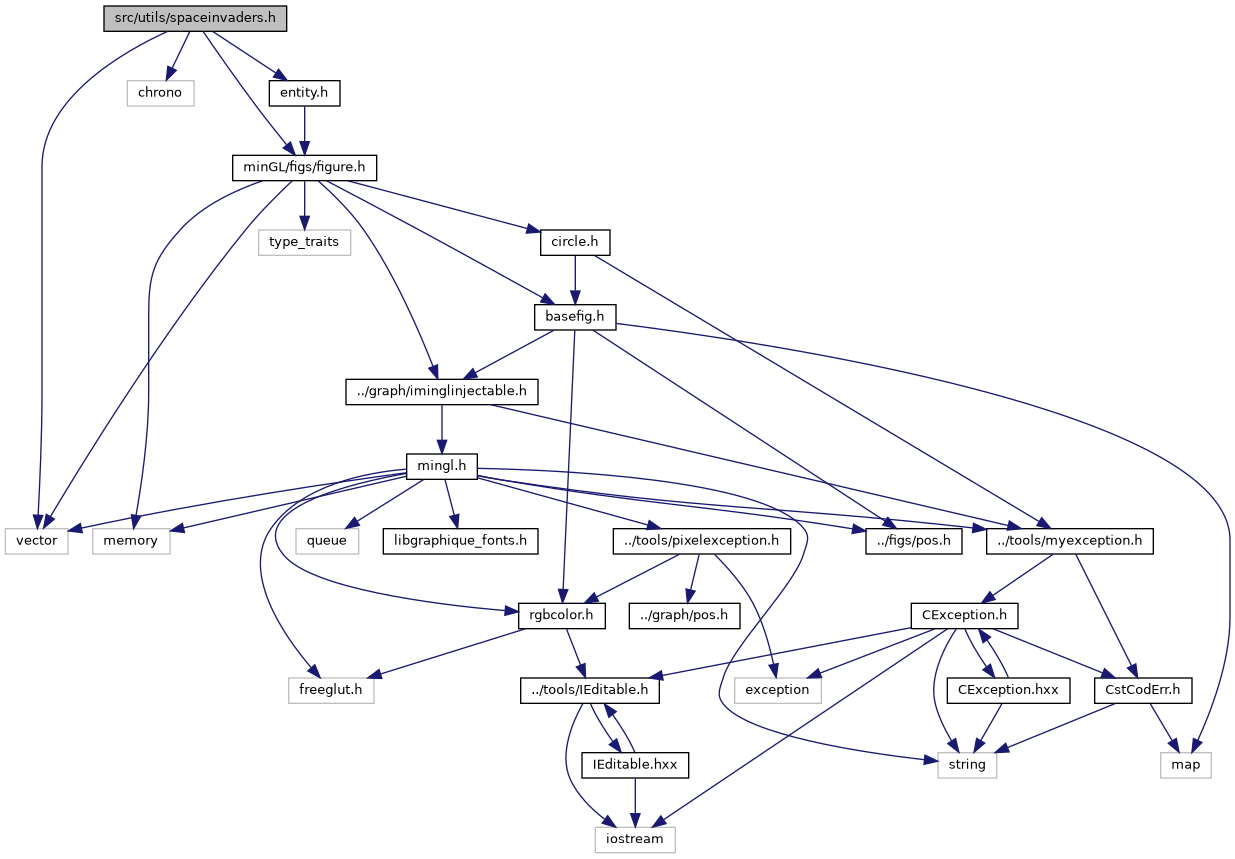 src/utils/spaceinvaders.h
chrono
entity.h
minGL/figs/figure.h
type_traits
circle.h
basefig.h
../graph/iminglinjectable.h
mingl.h
vector
memory
queue
libgraphique_fonts.h
../tools/pixelexception.h
../figs/pos.h
../tools/myexception.h
rgbcolor.h
../graph/pos.h
CException.h
freeglut.h
../tools/IEditable.h
exception
CException.hxx
CstCodErr.h
IEditable.hxx
string
map
iostream